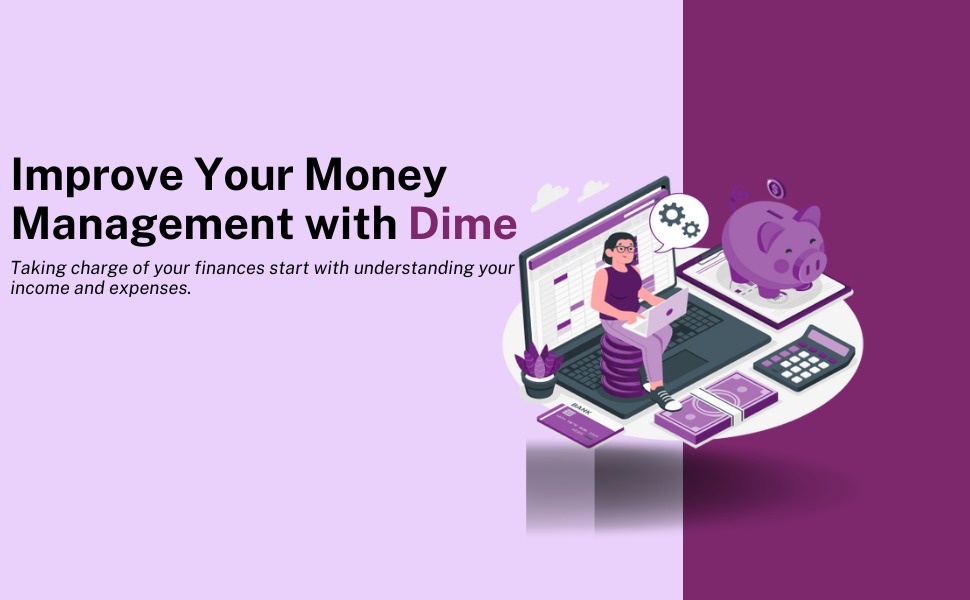 Improve Your Money
Management with Dime
Taking charge of your finances start with understanding your
income and expenses.
BANK